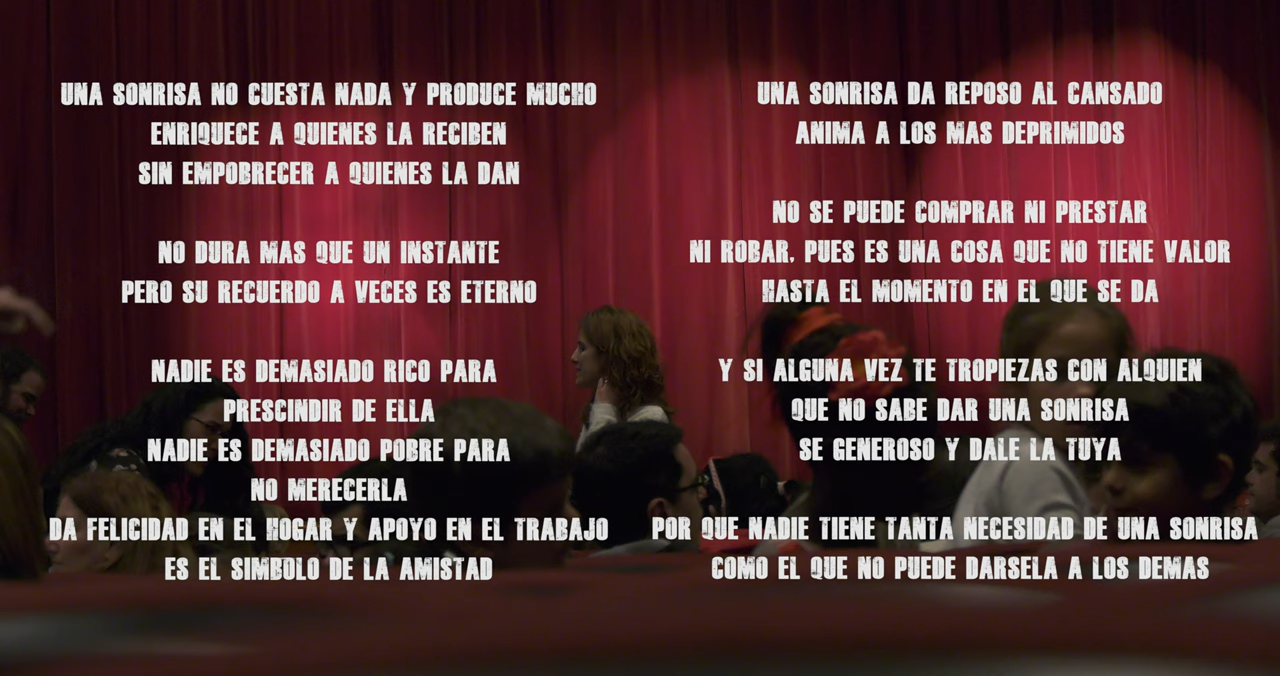 UNA SONRISA NO CUESTA NADA Y PRODUCE MUCHO
ENRIQUECE A QUIENES LA RECIBEN
SIN EMPOBRECER A QUIENES LA DAN
NO DURA MAS QUE UN INSTANTE
PERO SU RECUERDO A VECES ES ETERNO
NADIE ES DEMASIADO RICO PARA
PRESCINDIR DE ELLA
NADIE ES DEMASIADO POBRE PARA
NO MERECERLA
DA FELICIDAD EN EL HOGAR Y APOYO EN EL TRABAJO
ES EL SIMBOLO DE LA AMISTAD
UNA SONRISA DA REPOSO AL CANSADO
ANIMA A LOS MAS DEPRIMIDOS
NO SE PUEDE COMPRAR NI PRESTAR
NI ROBAR, PUES ES UNA COSA QUE NO TIENE VALOR
HASTA EL MOMENTO EN EL QUE SE DA
Y SI ALGUNA VEZ TE TROPIEZAS CON ALQUIEN
QUE NO SABE DAR UNA SONRISA
SE GENEROSO Y DALE LA TUYA
POR QUE NADIE TIENE TANTA NECESIDAD DE UNA SONRISA
COMO EL QUE NO PUEDE DARSELA A LOS DEMAS